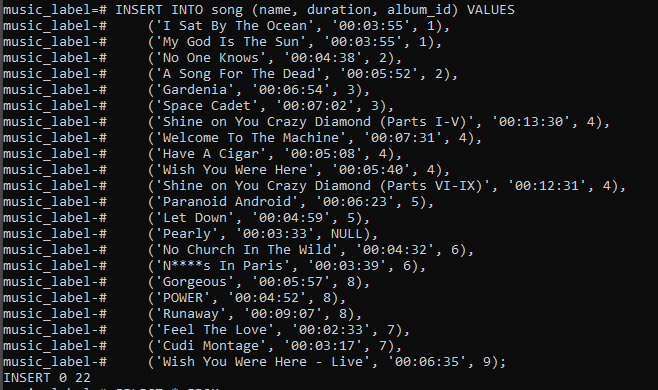 music_label=# INSERT INTO song (name, duration, album_id) VALUES
music_label-#     ('I Sat By The Ocean', '00:03:55', 1),
music_label-#     ('My God Is The Sun', '00:03:55', 1),
music_label-#     ('No One Knows', '00:04:38', 2),
music_label-#     ('A Song For The Dead', '00:05:52', 2),
music_label-#     ('Gardenia', '00:06:54', 3),
music_label-#     ('Space Cadet', '00:07:02', 3),
music_label-#     ('Shine on You Crazy Diamond (Parts I-V)', '00:13:30', 4),
music_label-#     ('Welcome To The Machine', '00:07:31', 4),
music_label-#     ('Have A Cigar', '00:05:08', 4),
music_label-#     ('Wish You Were Here', '00:05:40', 4),
music_label-#     ('Shine on You Crazy Diamond (Parts VI-IX)', '00:12:31', 4),
music_label-#     ('Paranoid Android', '00:06:23', 5),
music_label-#     ('Let Down', '00:04:59', 5),
music_label-#     ('Pearly', '00:03:33', NULL),
music_label-#     ('No Church In The Wild', '00:04:32', 6),
music_label-#     ('N****s In Paris', '00:03:39', 6),
music_label-#     ('Gorgeous', '00:05:57', 8),
music_label-#     ('POWER', '00:04:52', 8),
music_label-#     ('Runaway', '00:09:07', 8),
music_label-#     ('Feel The Love', '00:02:33', 7),
music_label-#     ('Cudi Montage', '00:03:17', 7),
music_label-#     ('Wish You Were Here - Live', '00:06:35', 9);
INSERT 0 22